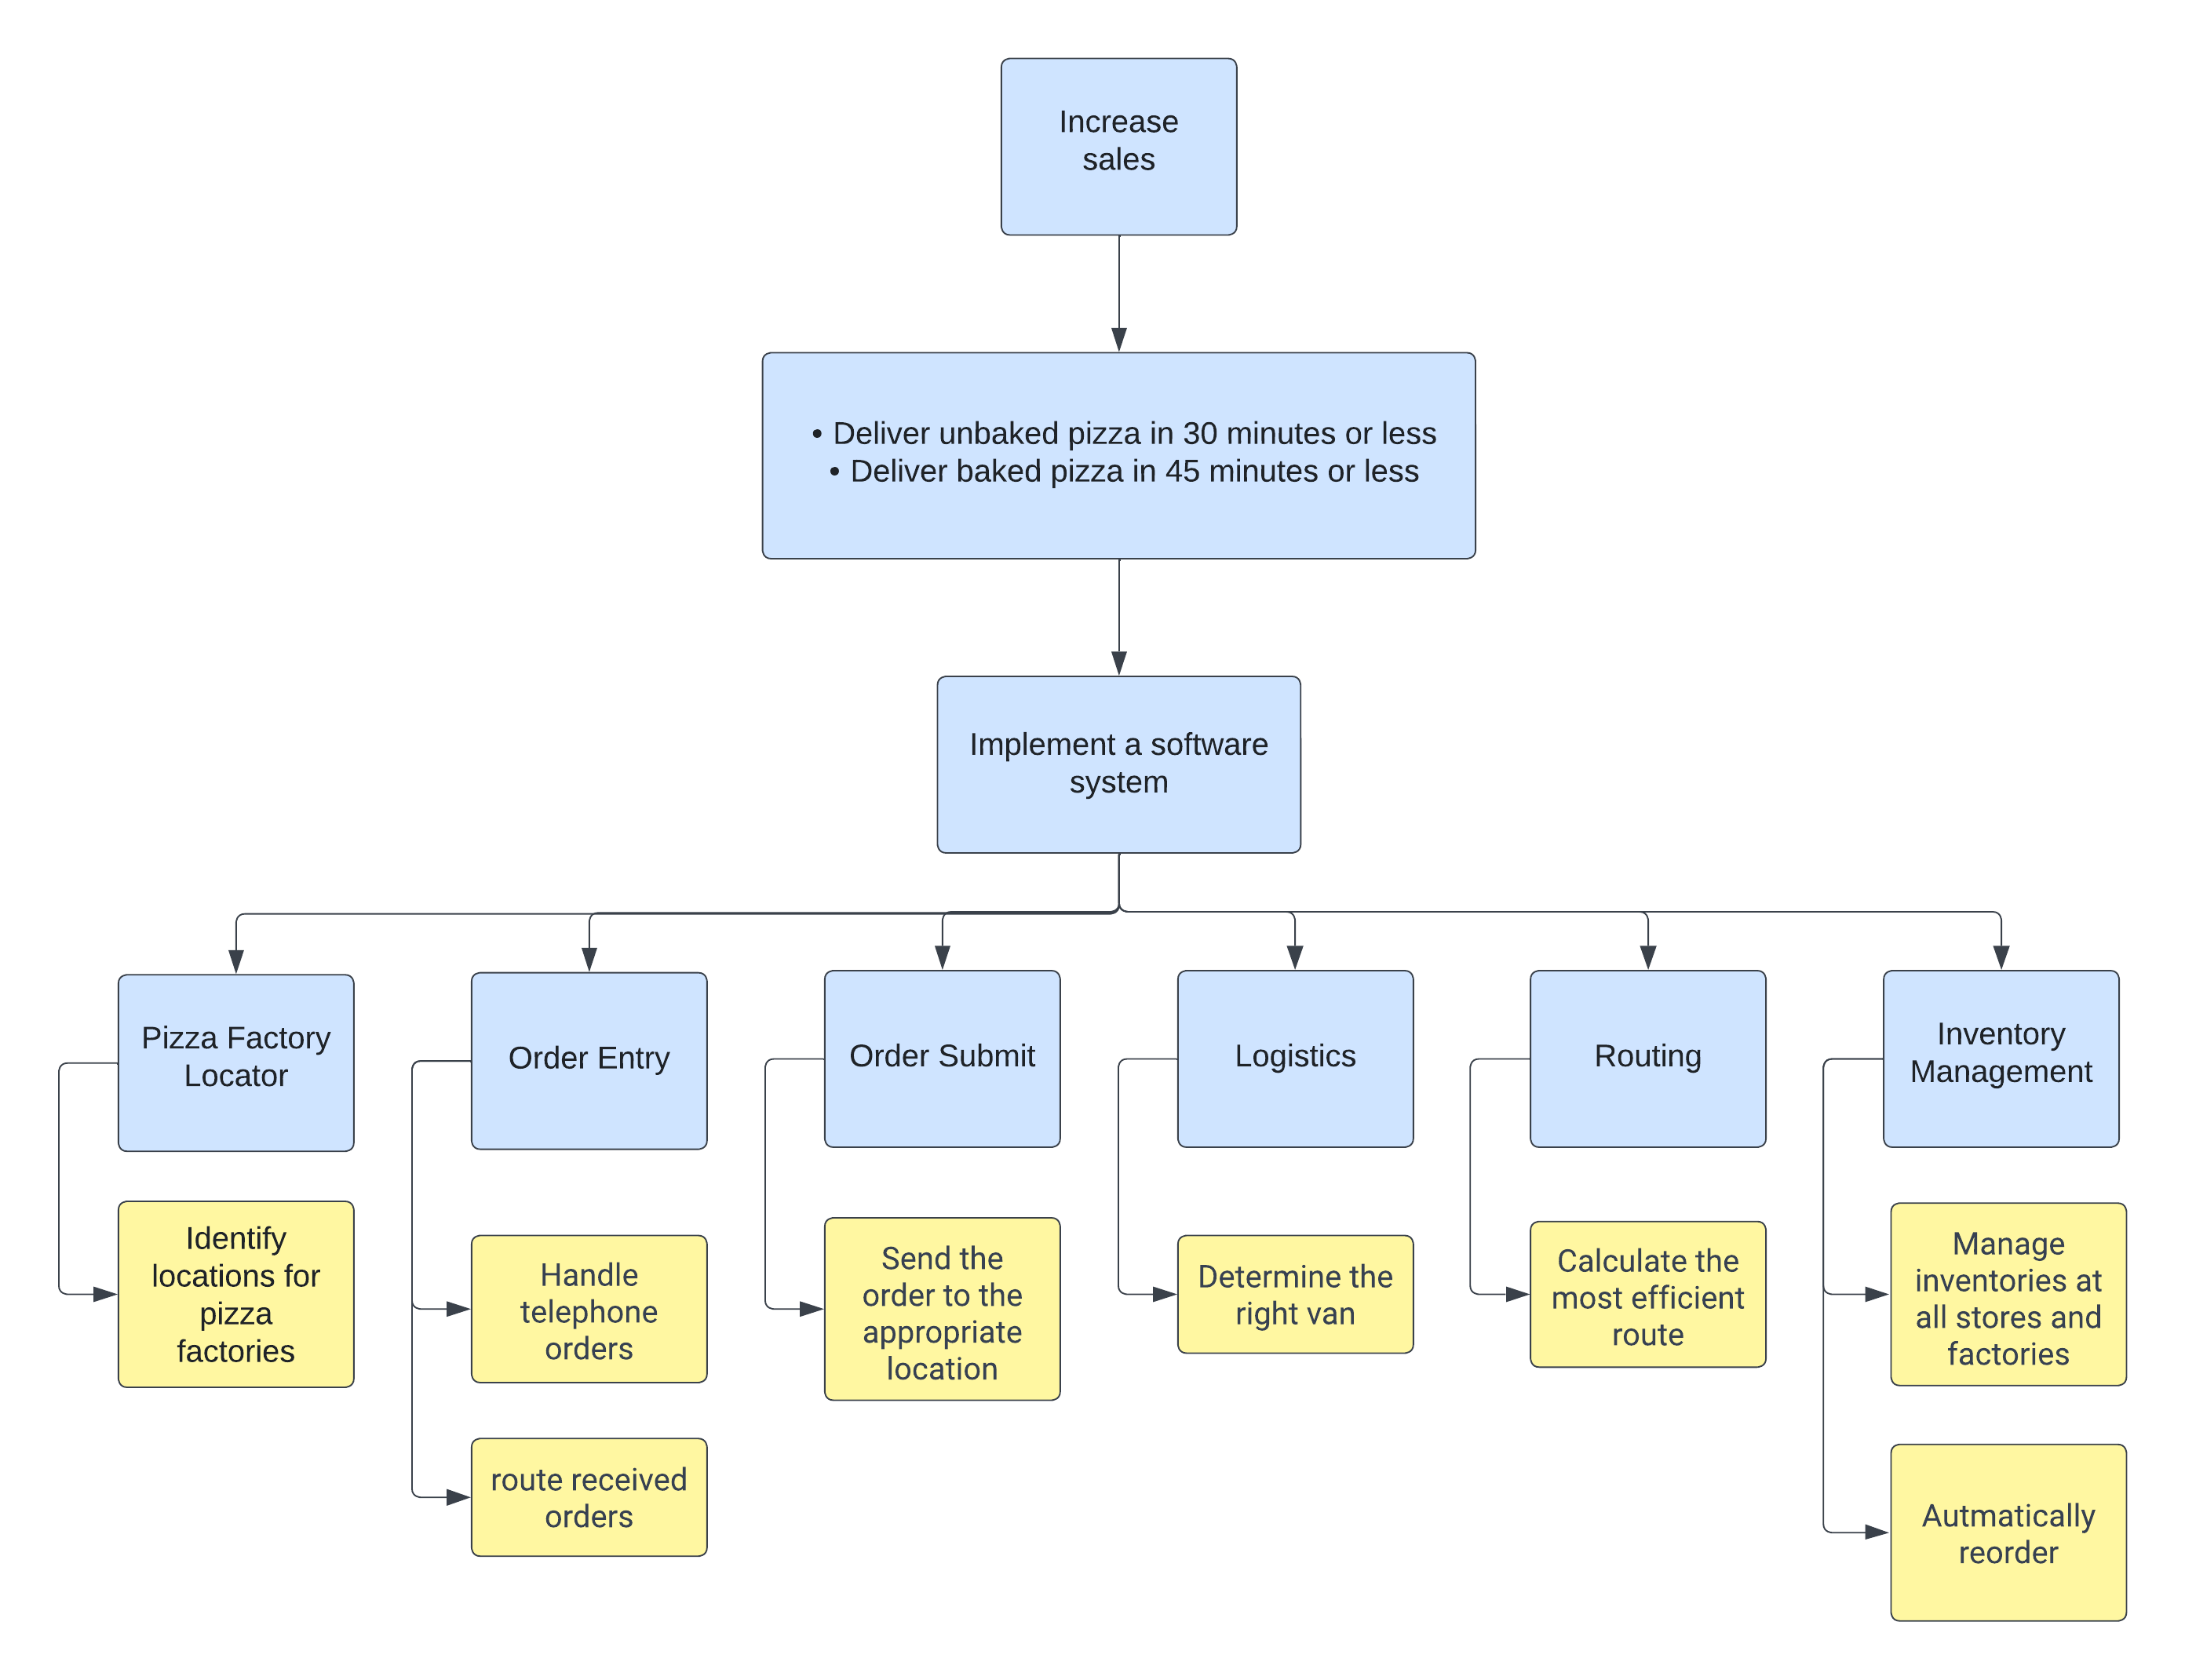 Increase
sales
• Deliver unbaked pizza in 30 minutes or less
• Deliver baked pizza in 45 minutes or less
Implement a software
system
Pizza Factory
Locator
Order Entry
Order Submit
Logistics
Routing
Inventory
Management
Identify
locations for
pizza
factories
Handle
telephone
orders
route received
orders
Send the
order to the
appropriate
location
Determine the
right van
Calculate the
most efficient
route
Manage
inventories at
all stores and
factories
Autmatically
reorder